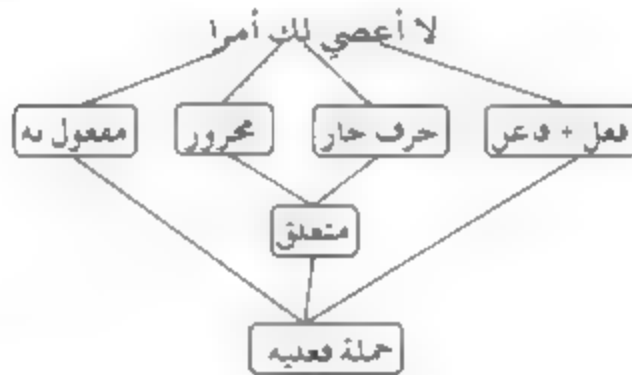 لا أعصي لك أمرا
فعل + فاعل
حرف جار
مجرور
مفعول به
متعلق
جملة فعلية